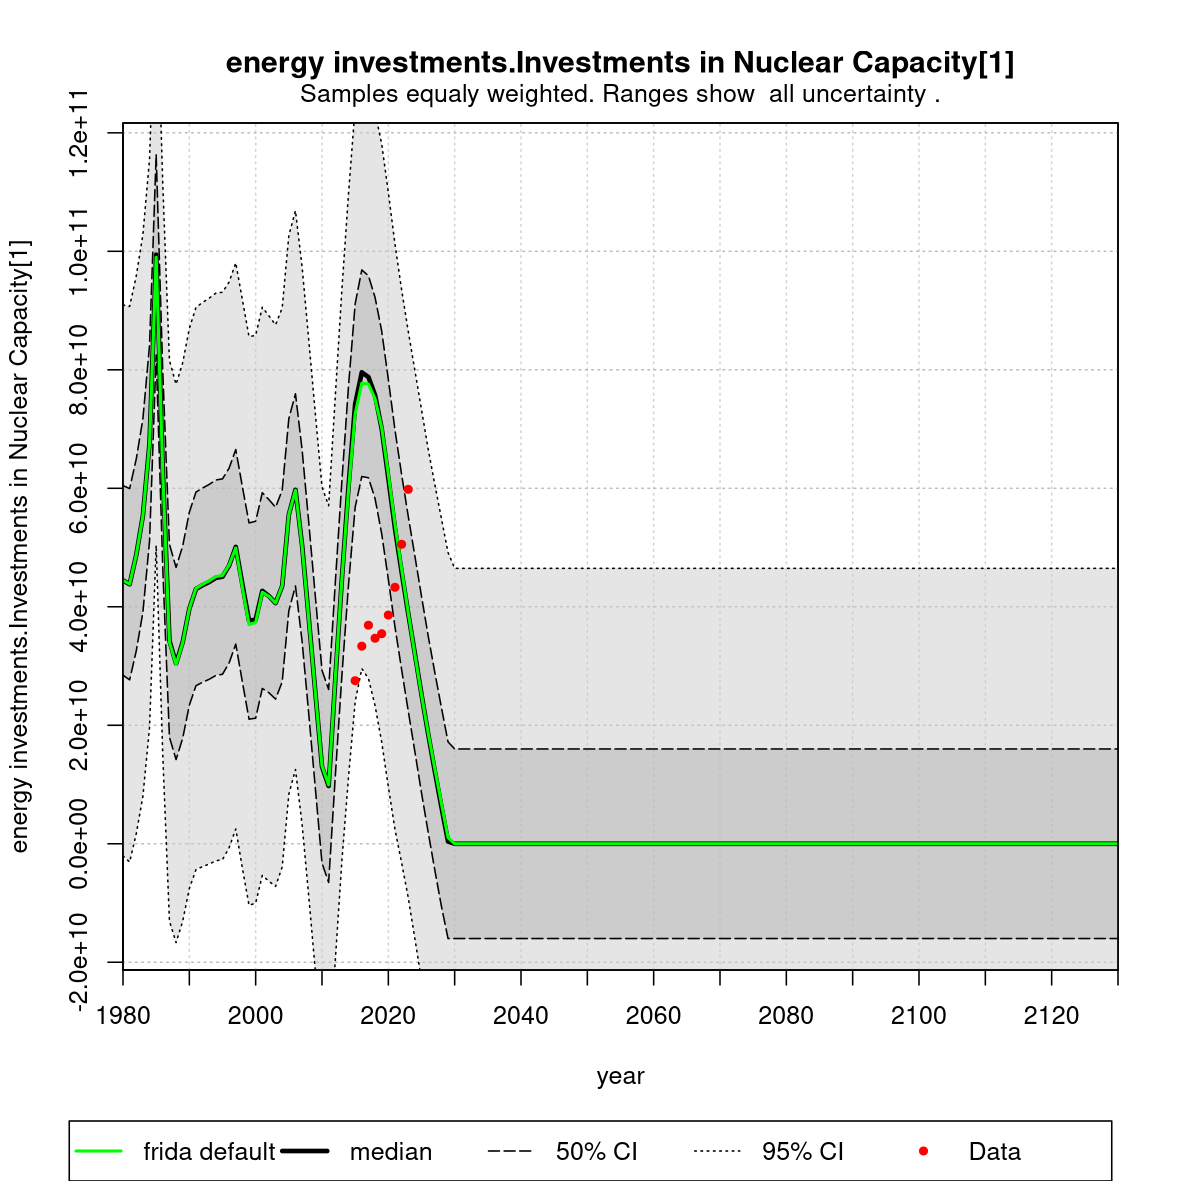 energy investments.Investments in Nuclear Capacity[1]
Samples equaly weighted. Ranges show  all uncertainty .
energy investments.Investments in Nuclear Capacity[1]
1.2e+11
1.0e+11
8.0e+10
6.0e+10
4.0e+10
2.0e+10
0.0e+00
-2.0e+10
1980 2000 2020 2040 2060 2080 2100 2120
year
frida default median 50% CI 95% CI Data